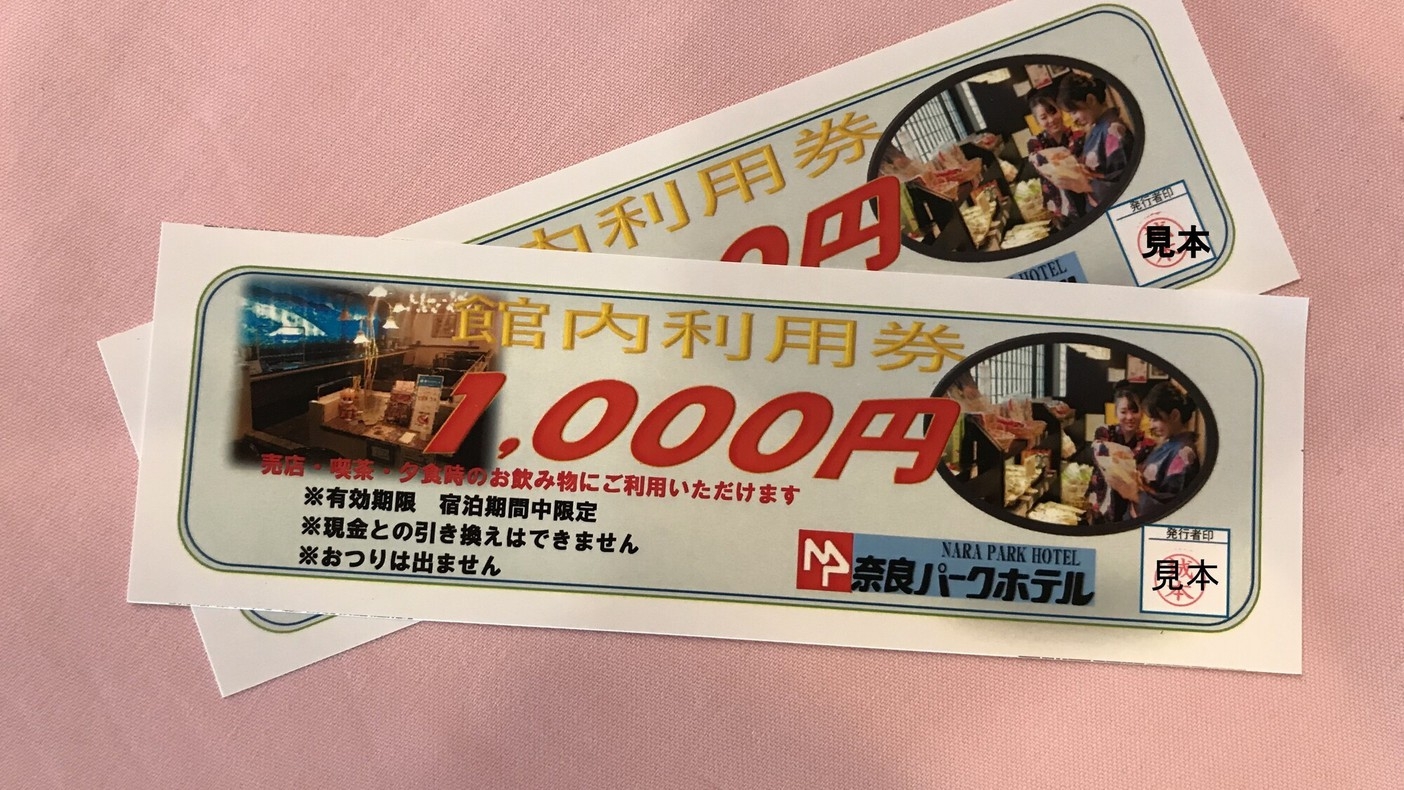 内利用券
0円
発行者印
見本
HOTEL
館内利用券
1,000円
売店・喫茶・夕食時のお飲み物にご利用いただけます
※有効期限 宿泊期間中限定
※現金との引き換えはできません
※おつりは出ません
NARA PARK HOTEL
奈良パークホテル
発行者印
見本